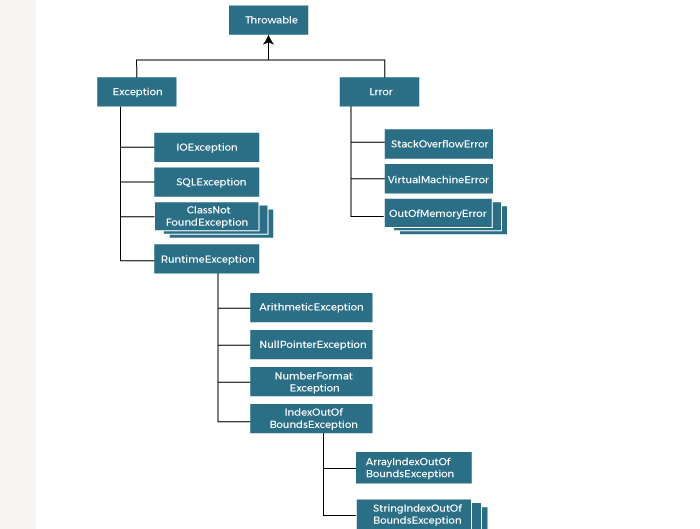 Throwable
Exception
Lrror
IOException
SQLException
ClassNot
FoundException
RuntimeException
StackOverflowError
VirtualMachineError
OutOfMemoryError
ArithmeticException
NullPointerException
NumberFormat
Exception
IndexOutOf
BoundsException
ArrayIndexOutOf
BoundsException
StringIndexOutOf
BoundsException